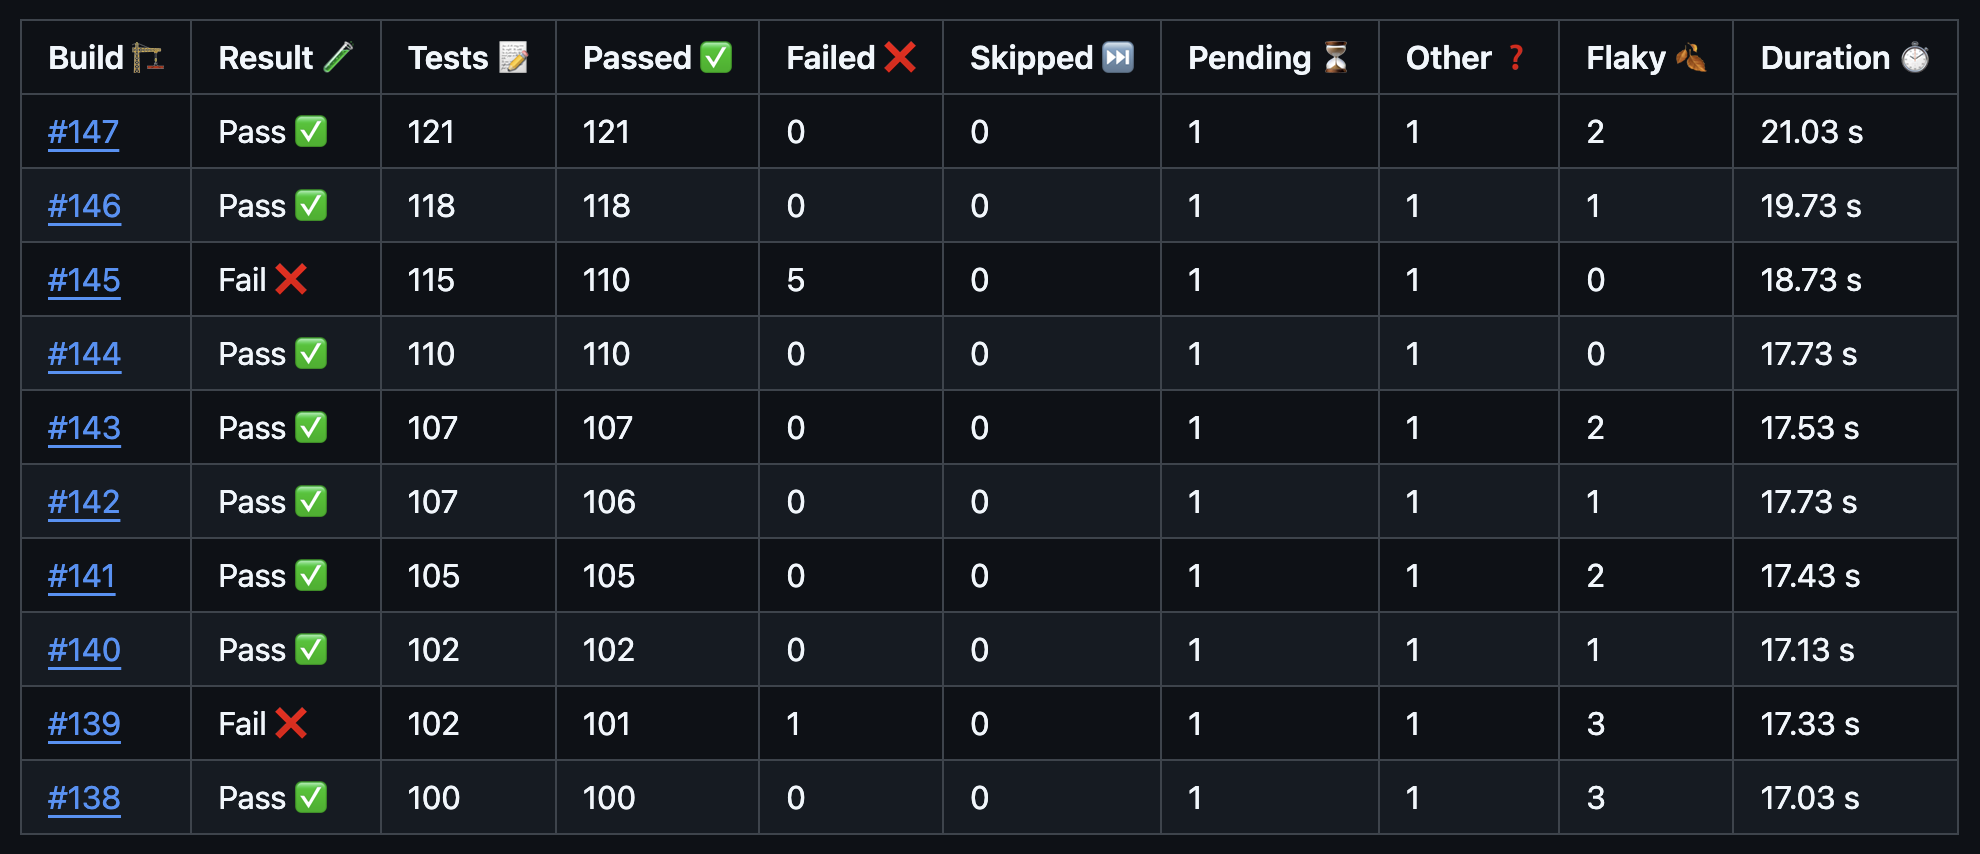 Build 🏗️ Result 🧪 Tests 📝 Passed ✅ Failed ❌ Skipped ⏭️ Pending ⏳ Other ❓ Flaky 🍂 Duration ⏱️
#147 Pass ✅ 121 121 0 0 1 1 2 21.03 s
#146 Pass ✅ 118 118 0 0 1 1 1 19.73 s
#145 Fail ❌ 115 110 5 0 1 1 0 18.73 s
#144 Pass ✅ 110 110 0 0 1 1 0 17.73 s
#143 Pass ✅ 107 107 0 0 1 1 2 17.53 s
#142 Pass ✅ 107 106 0 0 1 1 1 17.73 s
#141 Pass ✅ 105 105 0 0 1 1 2 17.43 s
#140 Pass ✅ 102 102 0 0 1 1 1 17.13 s
#139 Fail ❌ 102 101 1 0 1 1 3 17.33 s
#138 Pass ✅ 100 100 0 0 1 1 3 17.03 s